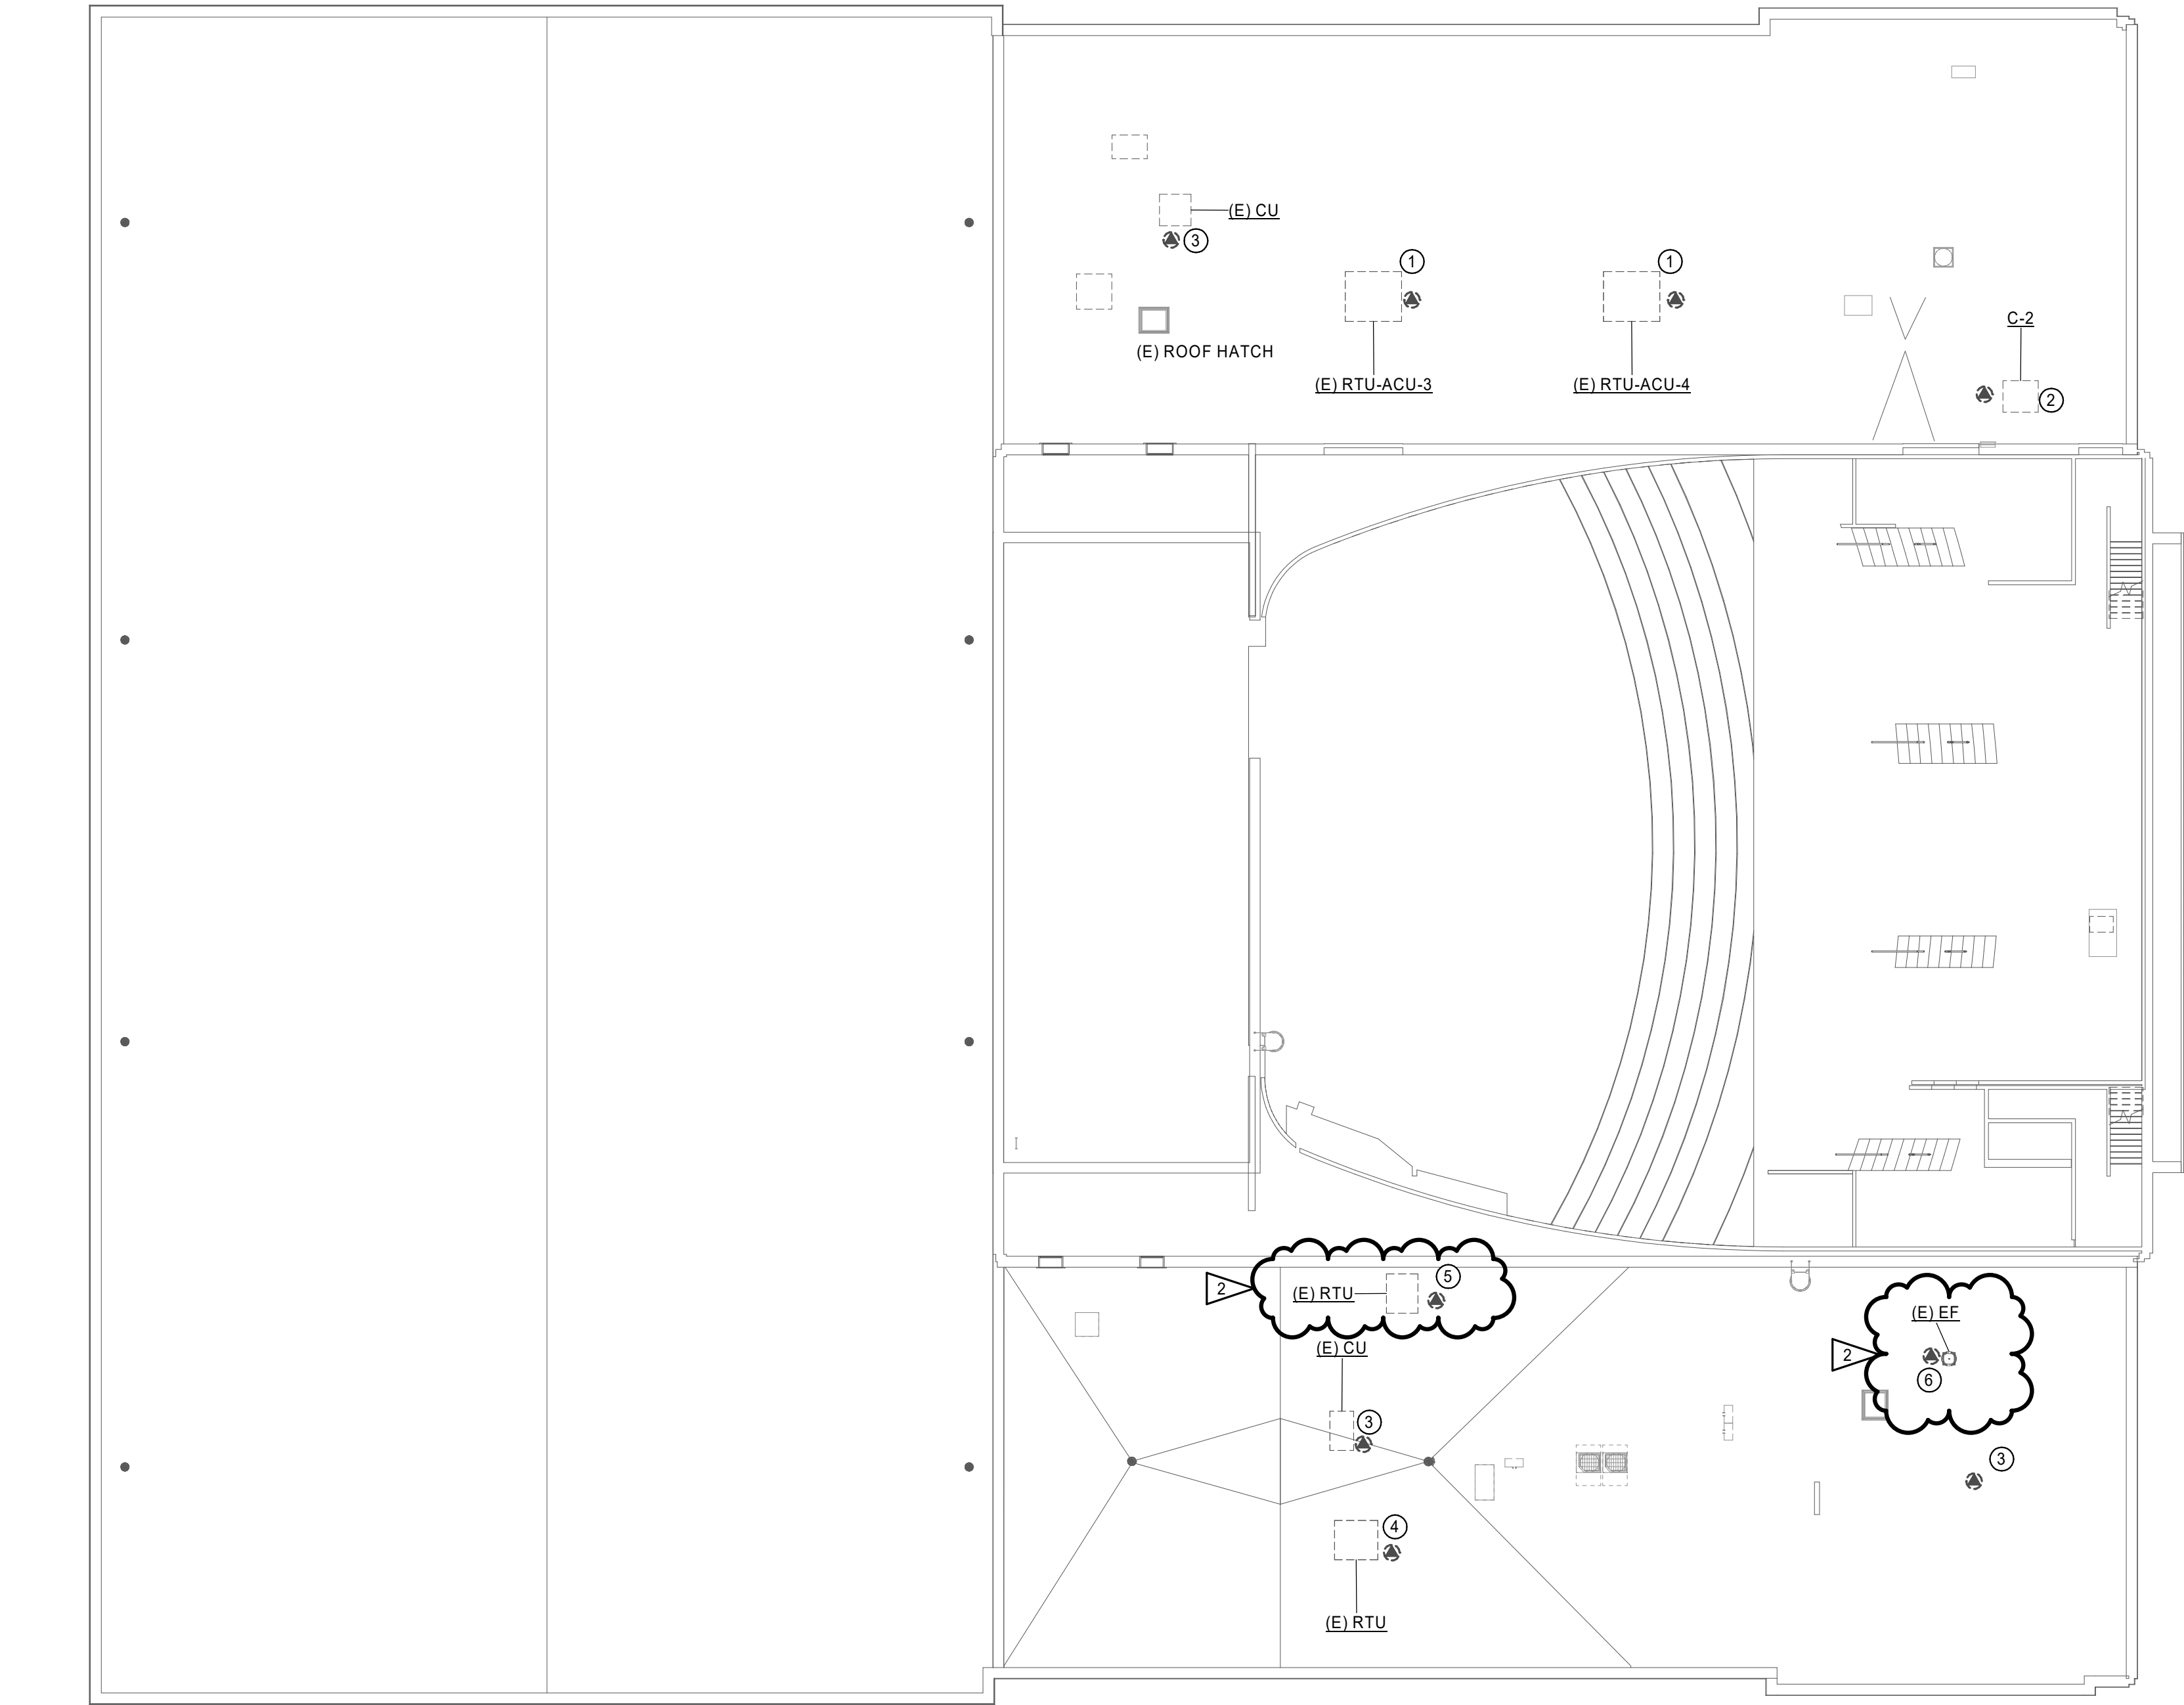 (E) CU
3
1
1
C-2
(E) ROOF HATCH
(E) RTU-ACU-3
(E) RTU-ACU-4
2
5
2
(E) RTU
(E) EF
(E) CU
2
6
3
3
4
(E) RTU